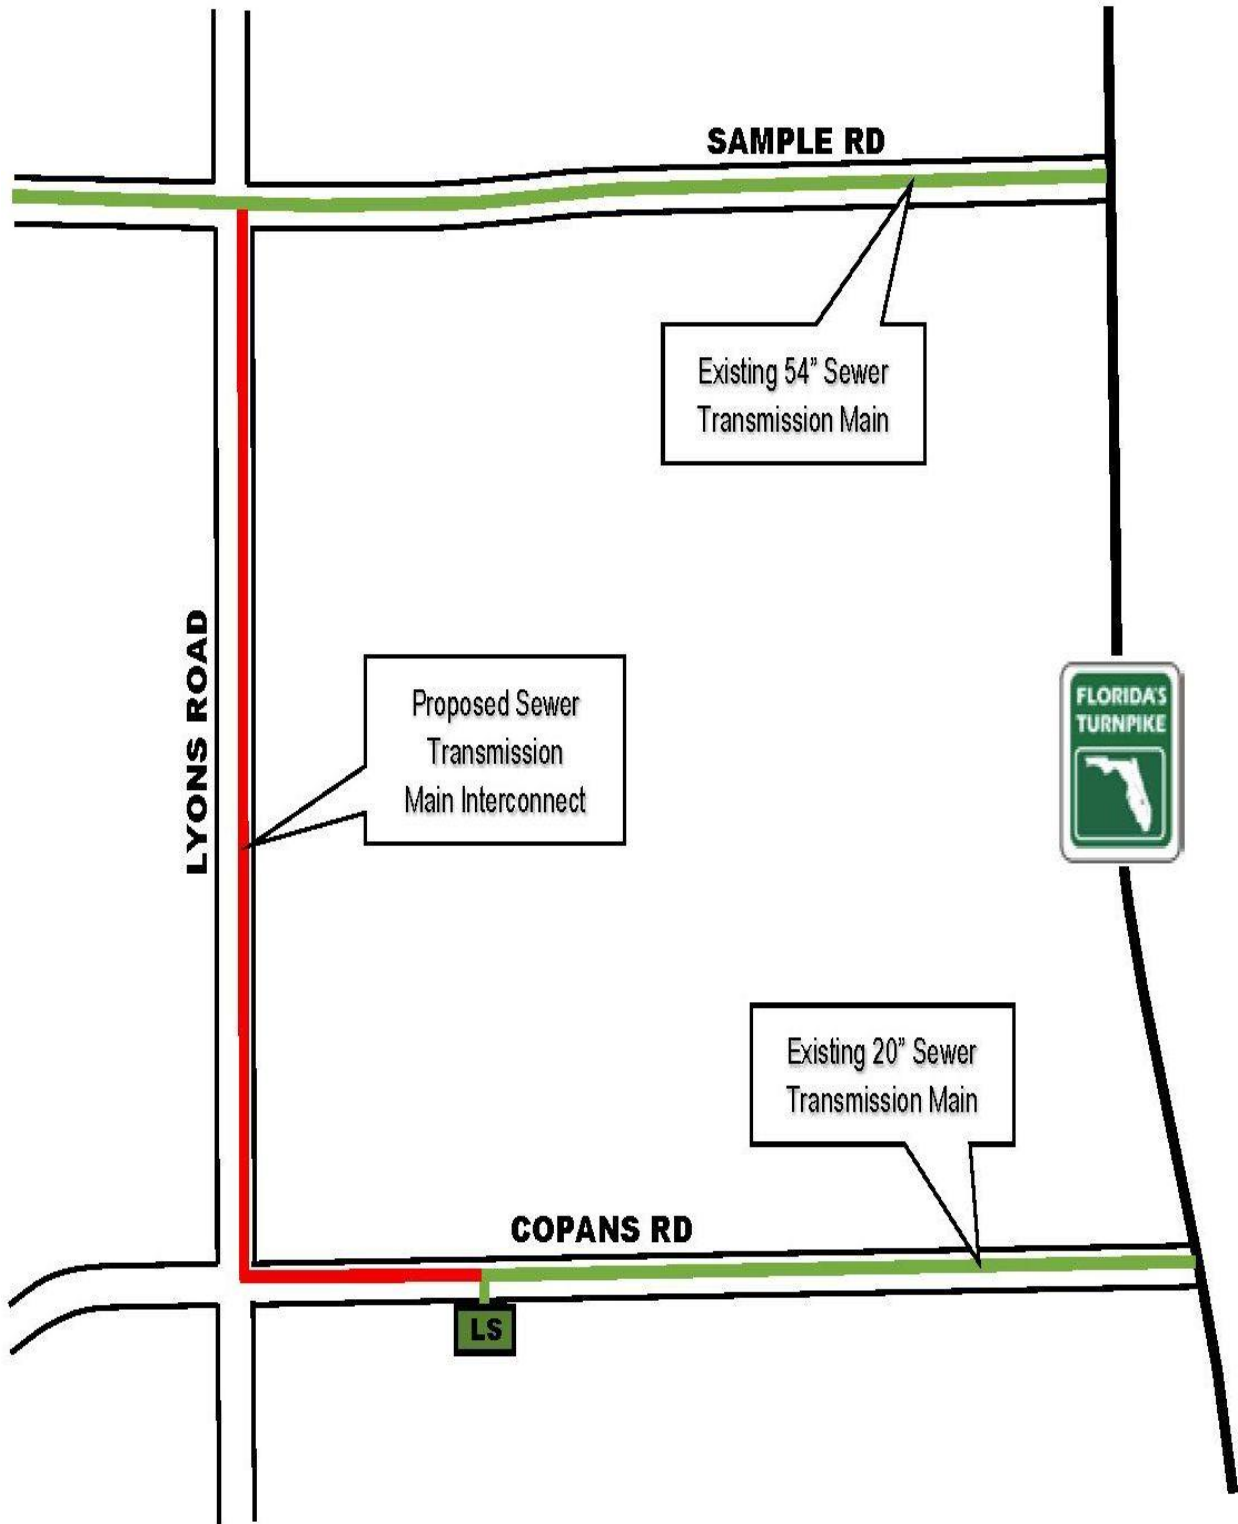 SAMPLE RD
Existing 54” Sewer
Transmission Main
LYONS ROAD
Proposed Sewer
Transmission
Main Interconnect
FLORIDA'S
TURNPIKE
Existing 20” Sewer
Transmission Main
COPANS RD
LS